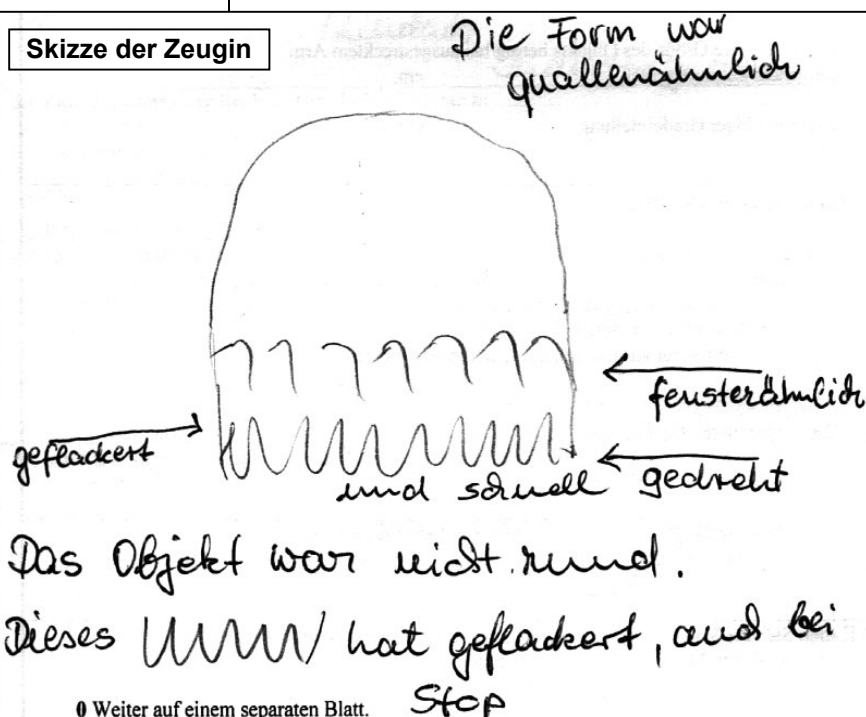 Skizze der Zeugin
Die Form war
quallenähnlich
fensterähnlich
geflackert
und schnell gedreht
Das Objekt war nicht rund.
Dieses hat geflackert, auch bei
Stop
0 Weiter auf einem separaten Blatt.